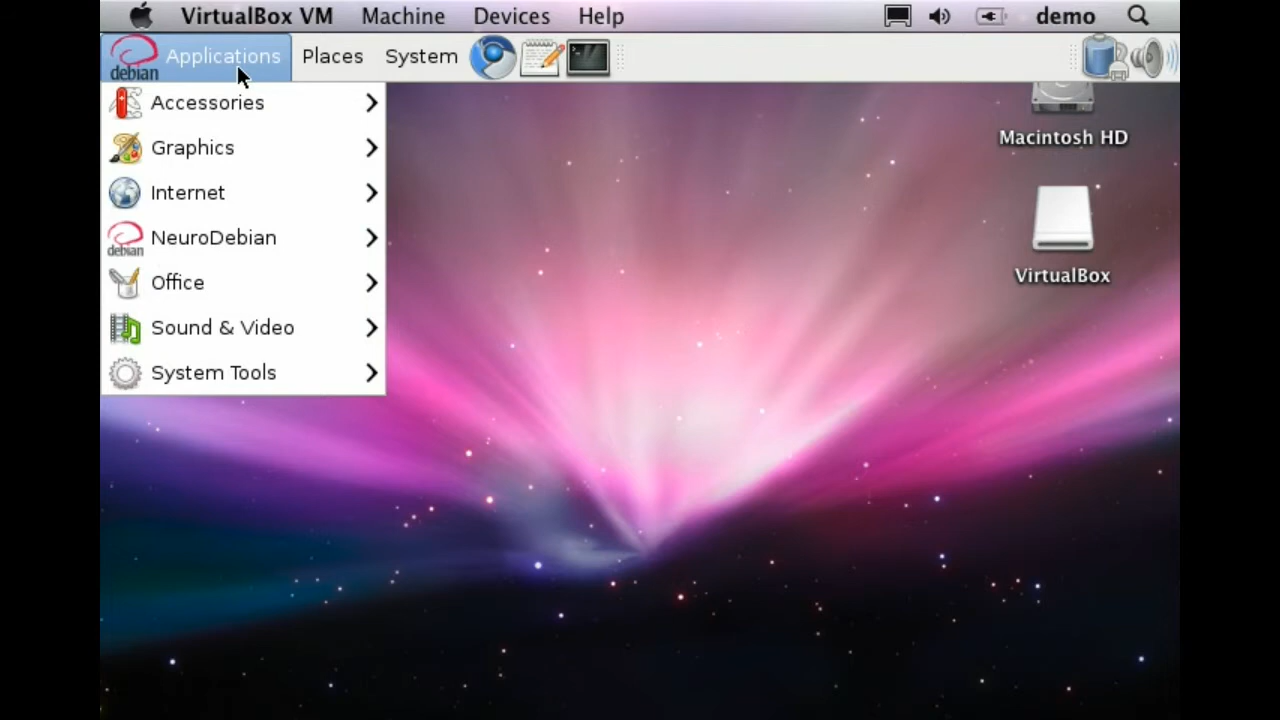 VirtualBox VM Machine Devices Help demo
debian Applications Places System
Accessories
Graphics
Internet
debian NeuroDebian
Office
Sound & Video
System Tools
Macintosh HD
VirtualBox